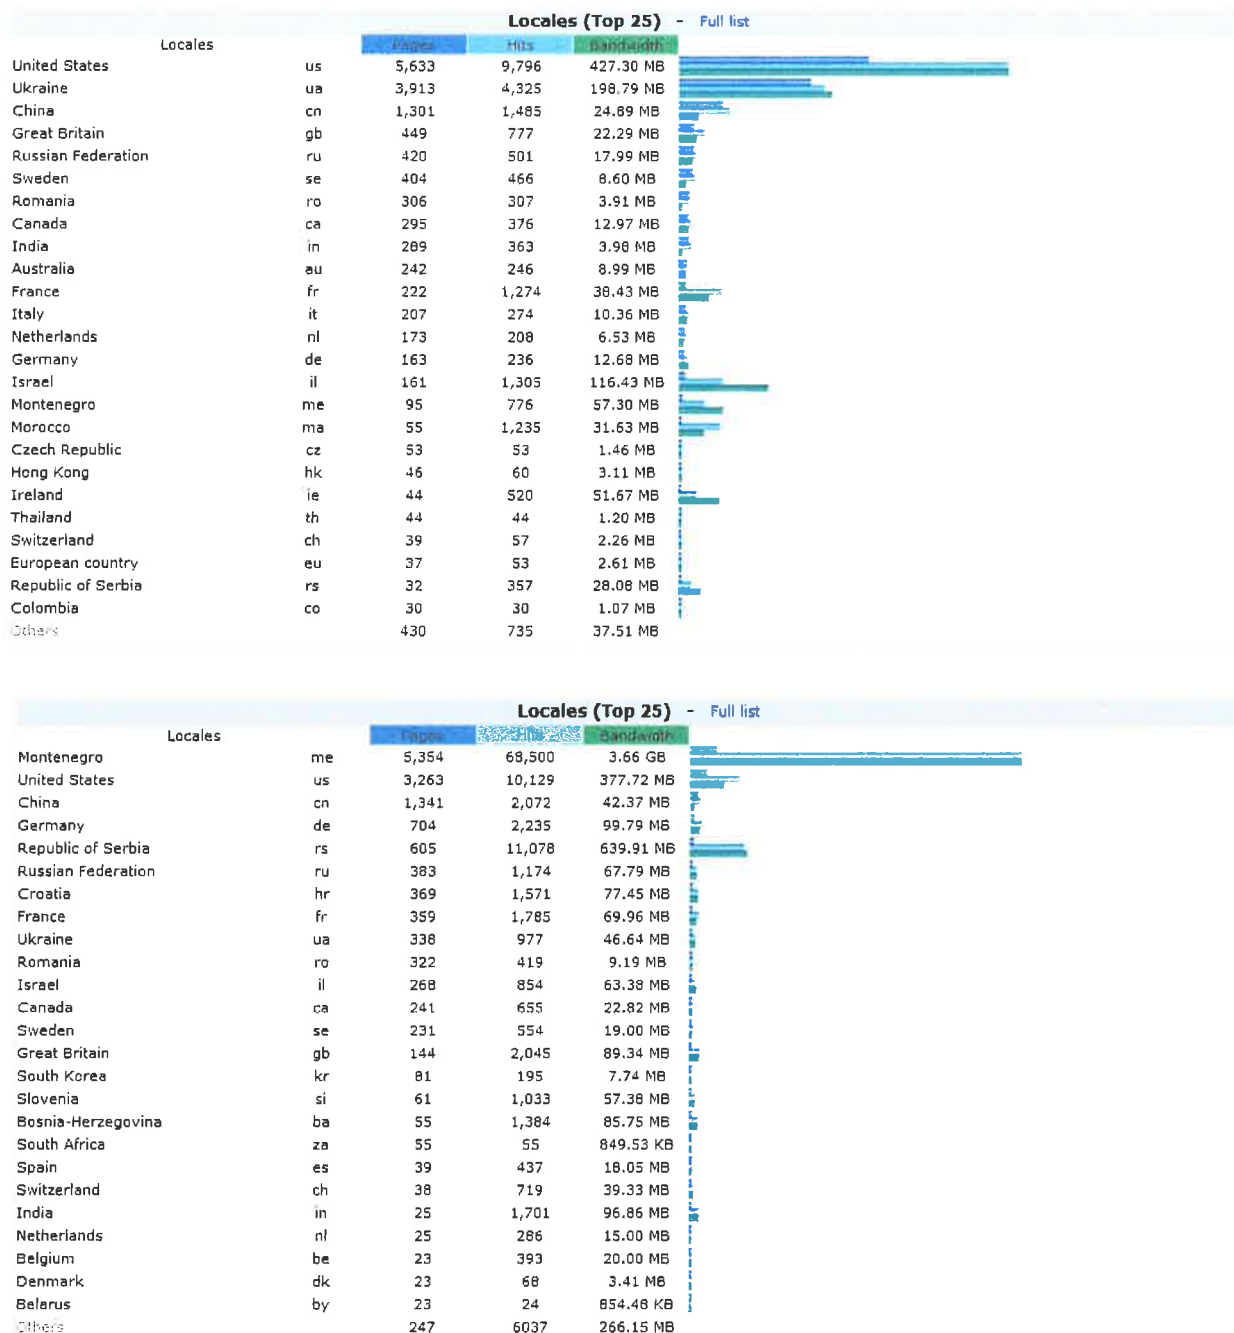 Locales (Top 25) - Full list
Locales Pages Hits Bandwidth
United States us 5,633 9,796 427.30 MB
Ukraine ua 3,913 4,325 198.79 MB
China cn 1,301 1,485 24.89 MB
Great Britain gb 449 777 22.29 MB
Russian Federation ru 420 501 17.99 MB
Sweden se 404 466 8.60 MB
Romania ro 306 307 3.91 MB
Canada ca 295 376 12.97 MB
India in 289 363 3.98 MB
Australia au 242 246 8.99 MB
France fr 222 1,274 38.43 MB
Italy it 207 274 10.36 MB
Netherlands nl 173 208 6.53 MB
Germany de 163 236 12.68 MB
Israel il 161 1,305 116.43 MB
Montenegro me 95 776 57.30 MB
Morocco ma 55 1,235 31.63 MB
Czech Republic cz 53 53 1.46 MB
Hong Kong hk 46 60 3.11 MB
Ireland ie 44 520 51.67 MB
Thailand th 44 44 1.20 MB
Switzerland ch 39 57 2.26 MB
European country eu 37 53 2.61 MB
Republic of Serbia rs 32 357 28.08 MB
Colombia co 30 30 1.07 MB
Others 430 735 37.51 MB
Locales (Top 25) - Full list
Locales Pages Hits Bandwidth
Montenegro me 5,354 68,500 3.66 GB
United States us 3,263 10,129 377.72 MB
China cn 1,341 2,072 42.37 MB
Germany de 704 2,235 99.79 MB
Republic of Serbia rs 605 11,078 639.91 MB
Russian Federation ru 383 1,174 67.79 MB
Croatia hr 369 1,571 77.45 MB
France fr 359 1,785 69.96 MB
Ukraine ua 338 977 46.64 MB
Romania ro 322 419 9.19 MB
Israel il 268 854 63.38 MB
Canada ca 241 655 22.82 MB
Sweden se 231 554 19.00 MB
Great Britain gb 144 2,045 89.34 MB
South Korea kr 81 195 7.74 MB
Slovenia si 61 1,033 57.38 MB
Bosnia-Herzegovina ba 55 1,384 85.75 MB
South Africa za 55 55 849.53 KB
Spain es 39 437 18.05 MB
Switzerland ch 38 719 39.33 MB
India in 25 1,701 96.86 MB
Netherlands nl 25 286 15.00 MB
Belgium be 23 393 20.00 MB
Denmark dk 23 68 3.41 MB
Belarus by 23 24 854.48 KB
Others 247 6037 266.15 MB